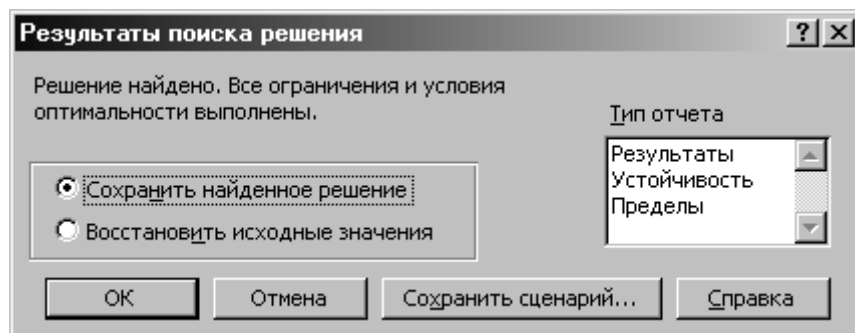 Результаты поиска решения
Решение найдено. Все ограничения и условия
оптимальности выполнены.
Тип отчета
Результаты
Устойчивость
Пределы
Сохранить найденное решение
Восстановить исходные значения
ОК
Отмена
Сохранить сценарий...
Справка